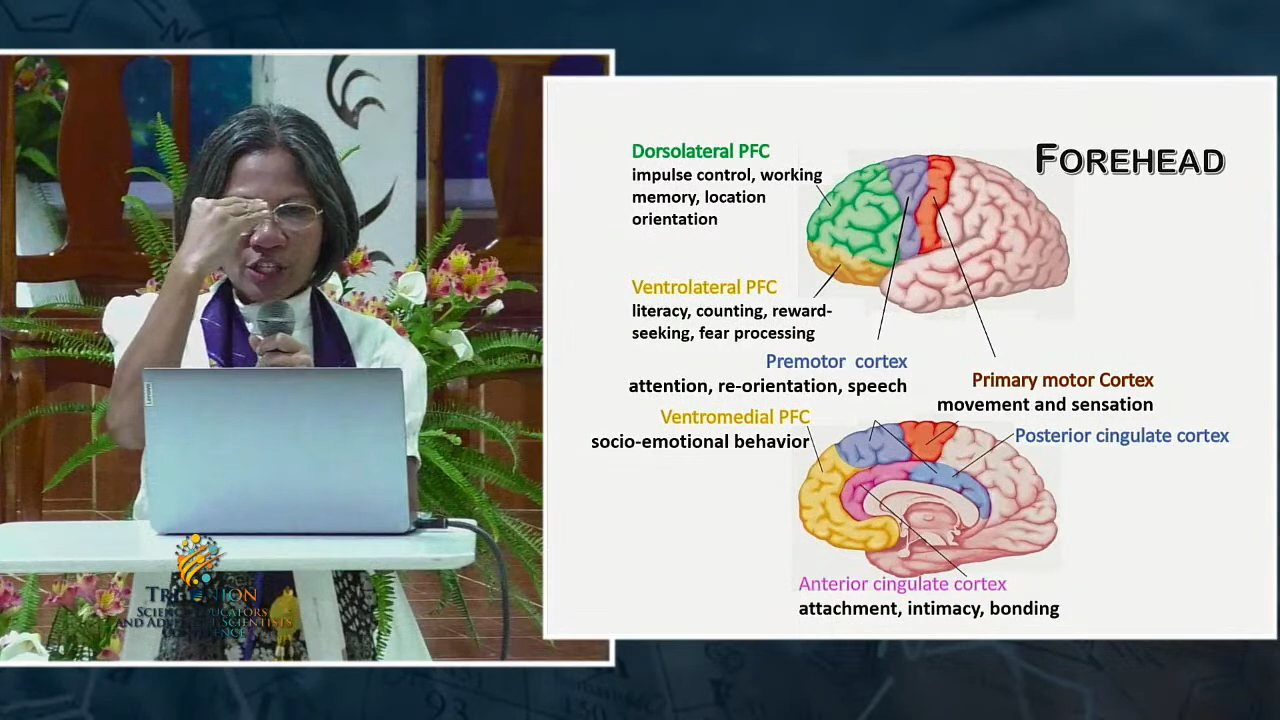 FOREHEAD
Dorsolateral PFC
impulse control, working
memory, location
orientation
Ventrolateral PFC
literacy, counting, reward-
seeking, fear processing
Premotor cortex
attention, re-orientation, speech
Primary motor Cortex
movement and sensation
Ventromedial PFC
socio-emotional behavior
Posterior cingulate cortex
Anterior cingulate cortex
attachment, intimacy, bonding
Lenovo